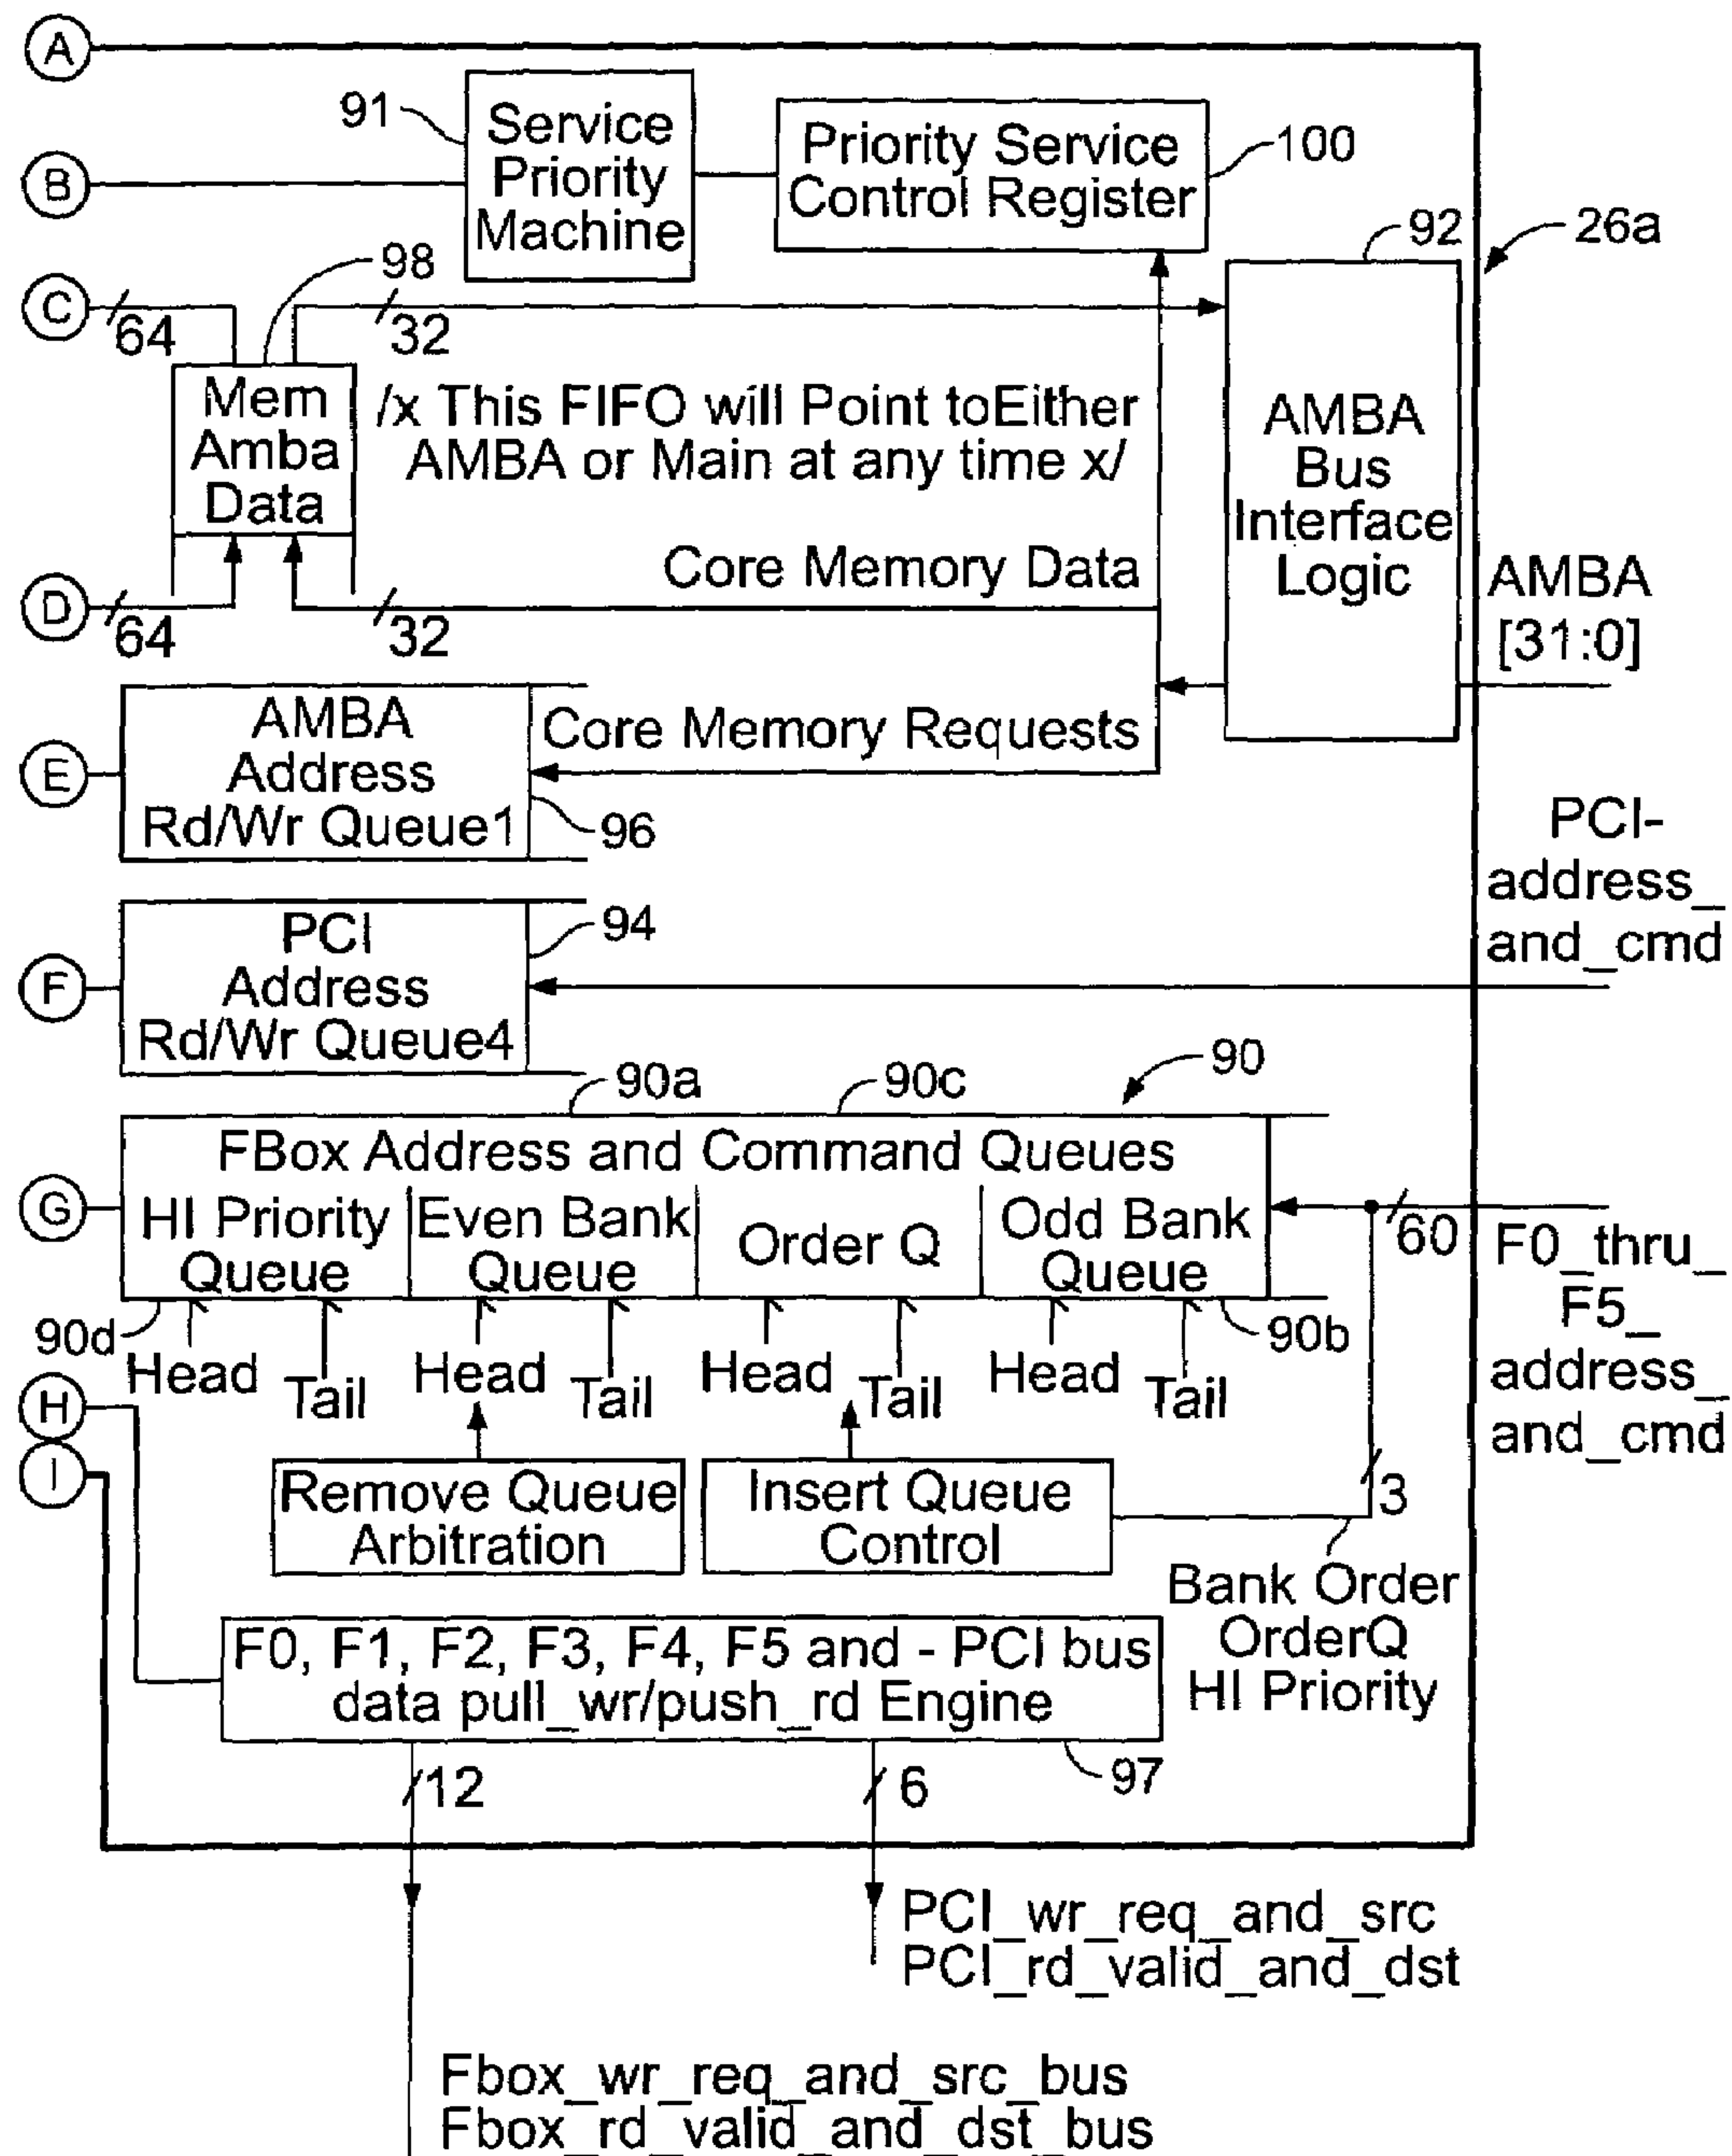 A
91
Service
Priority
Machine
Priority Service
Control Register
100
B
92
26a
98
C
64
32
Mem
Amba
Data
/x This FIFO will Point toEither
AMBA or Main at any time x/
AMBA
Bus
Interface
Logic
Core Memory Data
D
64
32
AMBA
[31:0]
AMBA
Address
Rd/Wr Queue1
Core Memory Requests
E
96
PCI-
address_
and_cmd
PCI
Address
Rd/Wr Queue4
94
F
90a
90c
90
FBox Address and Command Queues
G
HI Priority
Queue
Even Bank
Queue
Order Q
Odd Bank
Queue
60
F0_thru_
F5_
address_
and_cmd
90d
90b
Head
Tail
Head
Tail
Head
Tail
Head
Tail
H
I
Remove Queue
Arbitration
Insert Queue
Control
3
Bank Order
OrderQ
HI Priority
F0, F1, F2, F3, F4, F5 and - PCI bus
data pull_wr/push_rd Engine
97
12
6
PCI_wr_req_and_src
PCI_rd_valid_and_dst
Fbox_wr_req_and_src_bus
Fbox_rd_valid_and_dst_bus